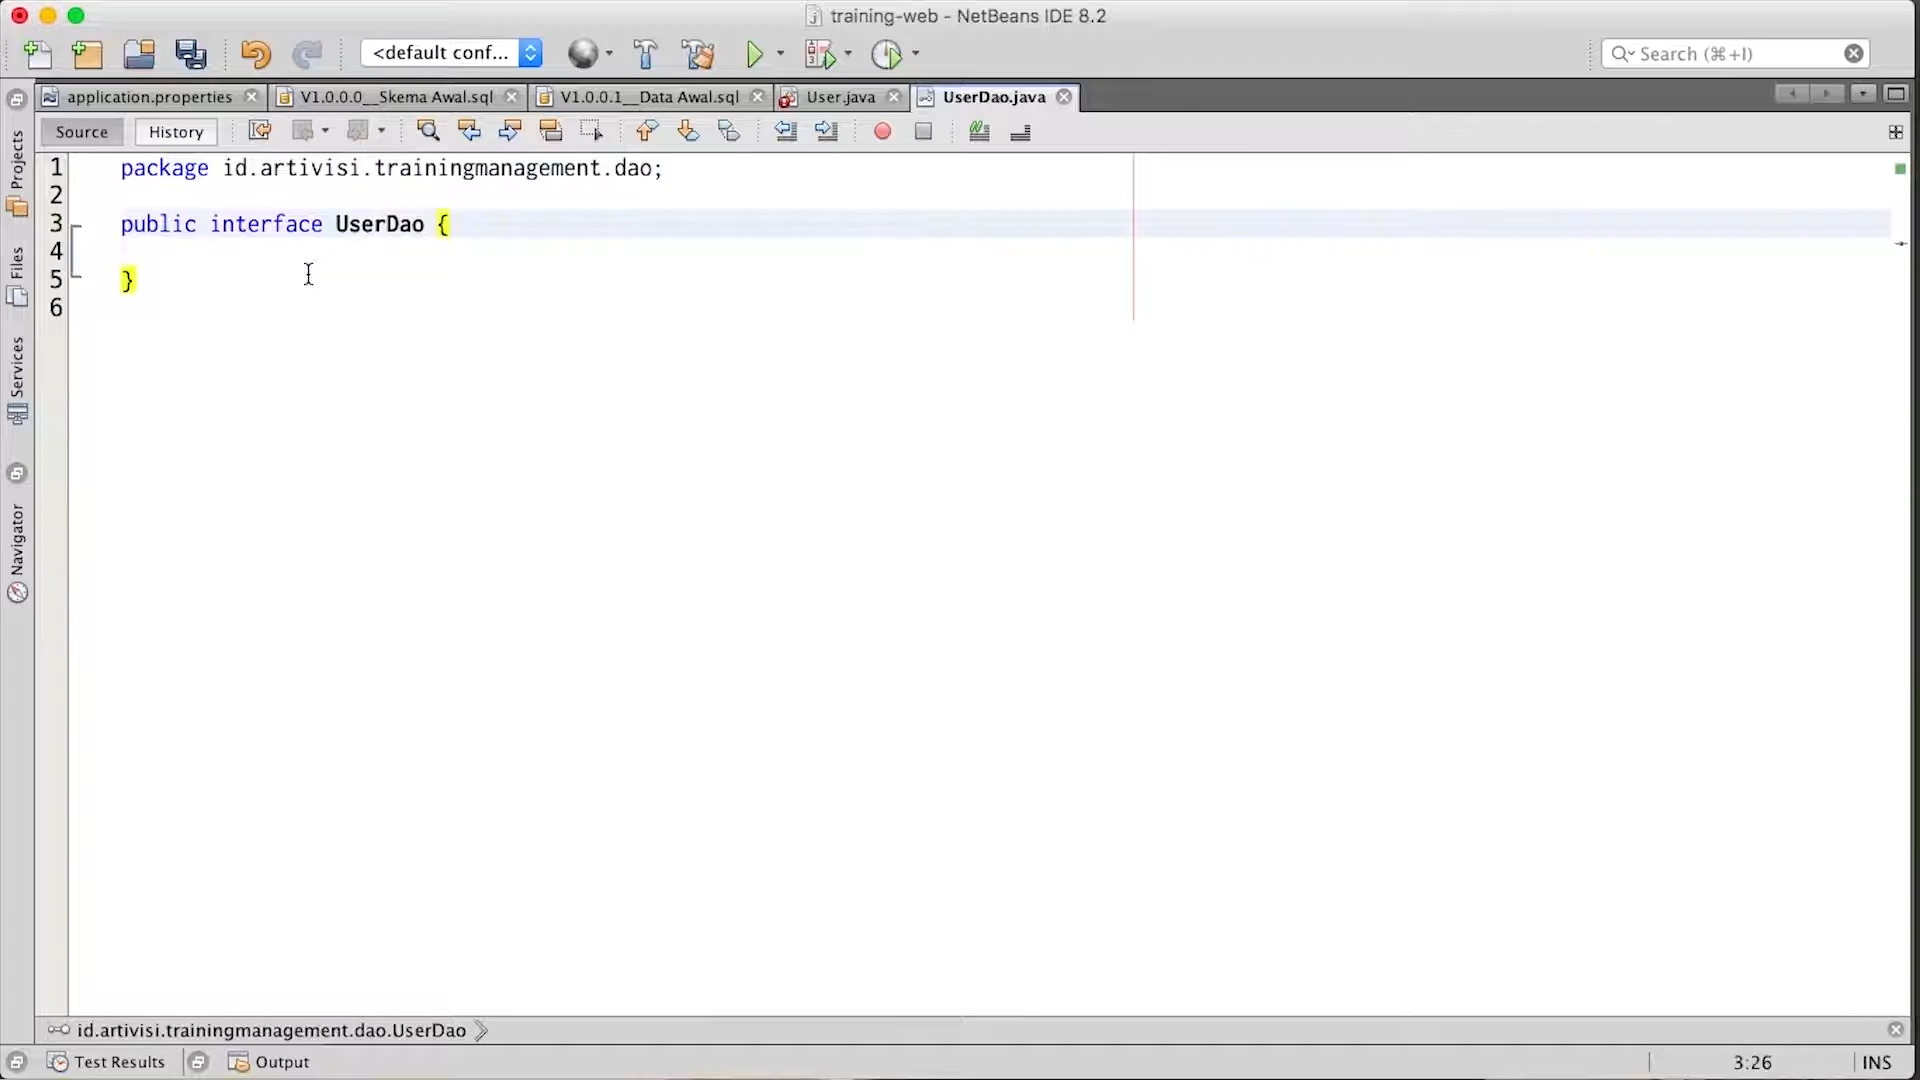 training-web - NetBeans IDE 8.2
<default conf...
Search (⌘+I)
application.properties
V1.0.0.0__Skema Awal.sql
V1.0.0.1__Data Awal.sql
User.java
UserDao.java
Source
History
Projects
Files
Services
Navigator
1 package id.artivisi.trainingmanagement.dao;
2
3 public interface UserDao {
4
5 }
6
id.artivisi.trainingmanagement.dao.UserDao
Test Results
Output
3:26
INS